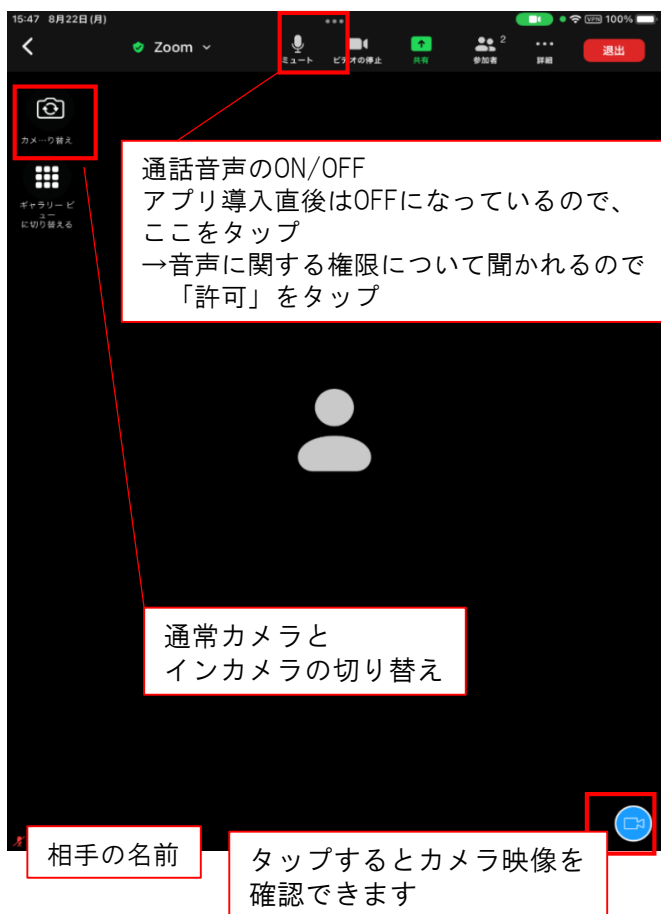 15:47 8月22日(月)
100%
VPN
Zoom
ミュート
ビデオの停止
共有
参加者
2
詳細
退出
カメ…り替え
ギャラリー ビ
ュー
に切り替える
通話音声のON/OFF
アプリ導入直後はOFFになっているので、
ここをタップ
→音声に関する権限について聞かれるので
「許可」をタップ
通常カメラと
インカメラの切り替え
相手の名前
タップするとカメラ映像を
確認できます